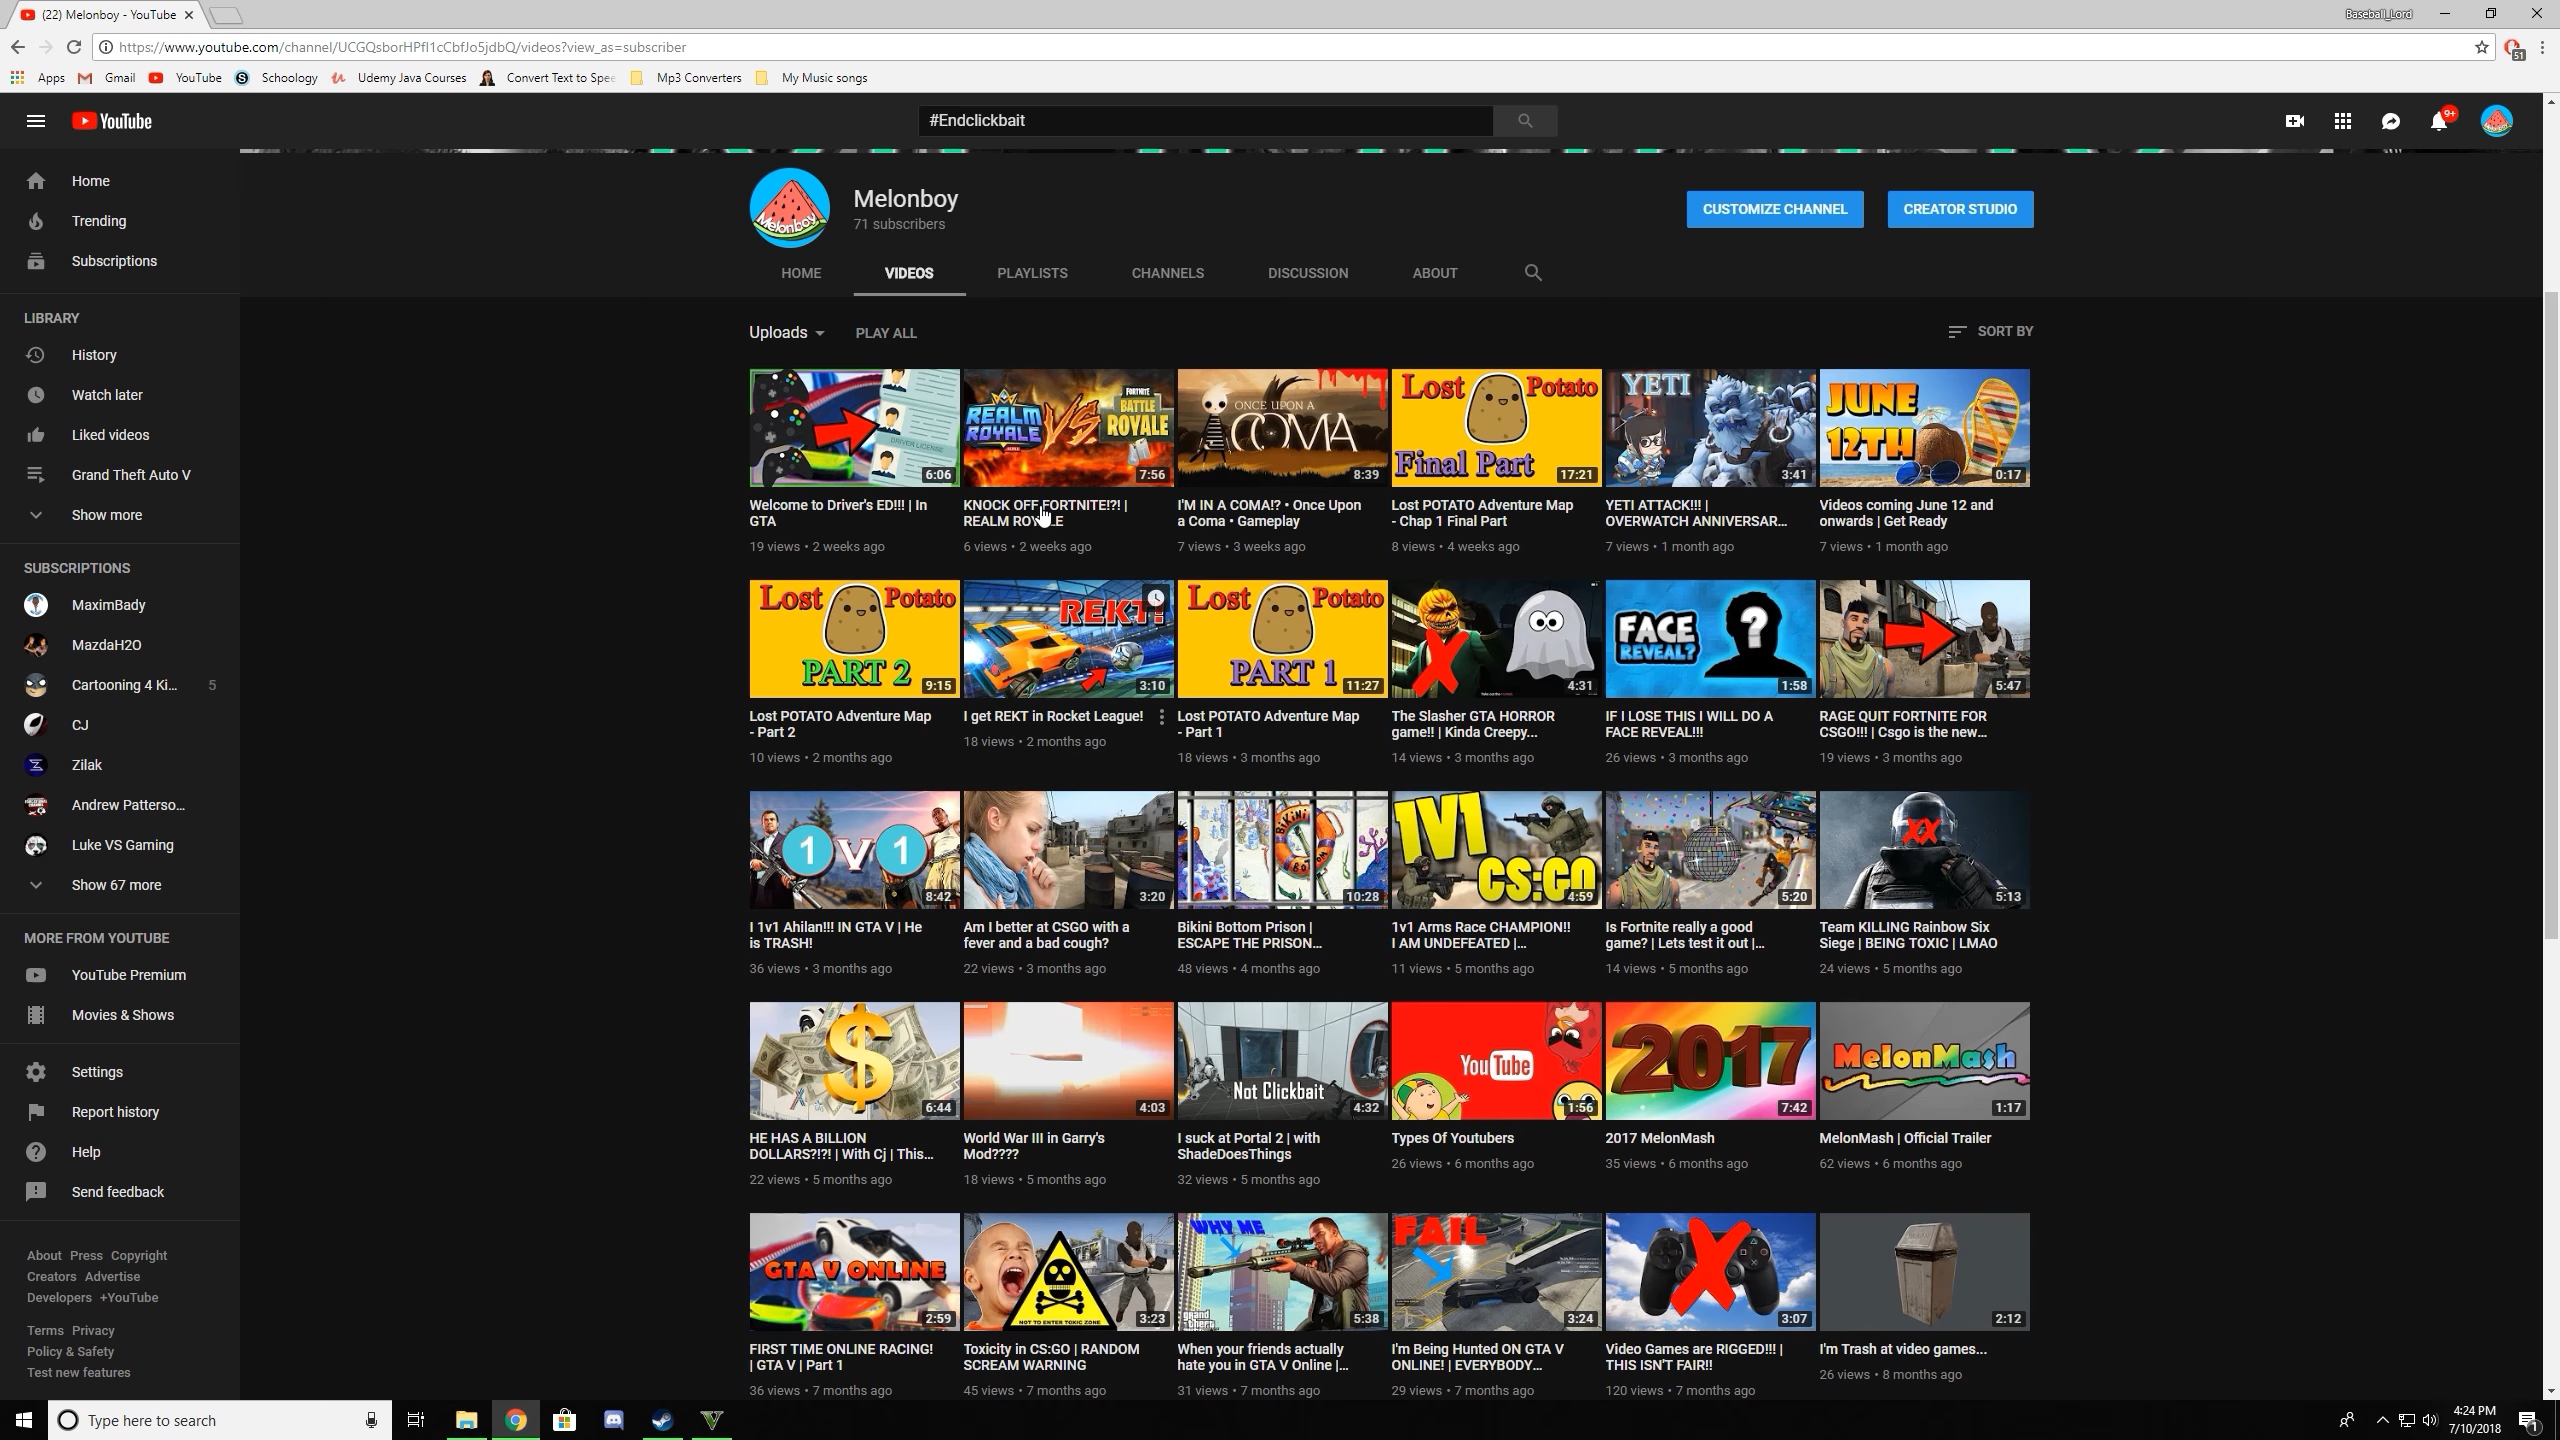 (22) Melonboy - YouTube
Baseball_Lord
https://www.youtube.com/channel/UCGQsborHPfI1cCbfJo5jdbQ/videos?view_as=subscriber
51
Apps Gmail YouTube Schoology Udemy Java Courses Convert Text to Spee Mp3 Converters My Music songs
YouTube
#Endclickbait
9+
Home
Trending
Subscriptions
LIBRARY
History
Watch later
Liked videos
Grand Theft Auto V
Show more
SUBSCRIPTIONS
MaximBady
MazdaH2O
Cartooning 4 Ki... 5
CJ
Zilak
Andrew Patterso...
Luke VS Gaming
Show 67 more
MORE FROM YOUTUBE
YouTube Premium
Movies & Shows
Settings
Report history
Help
Send feedback
About Press Copyright
Creators Advertise
Developers +YouTube
Terms Privacy
Policy & Safety
Test new features
Melonboy
Melonboy
71 subscribers
CUSTOMIZE CHANNEL
CREATOR STUDIO
HOME VIDEOS PLAYLISTS CHANNELS DISCUSSION ABOUT
Uploads PLAY ALL
SORT BY
DRIVER LICENSE
6:06
Welcome to Driver's ED!!! | In
GTA
19 views • 2 weeks ago
REALM
ROYALE
VS
FORTNITE
BATTLE
ROYALE
7:56
KNOCK OFF FORTNITE!?! |
REALM ROYALE
6 views • 2 weeks ago
ONCE UPON A
COMA
8:39
I'M IN A COMA!? • Once Upon
a Coma • Gameplay
7 views • 3 weeks ago
Lost Potato
Final Part
17:21
Lost POTATO Adventure Map
- Chap 1 Final Part
8 views • 4 weeks ago
YETI
3:41
YETI ATTACK!!! |
OVERWATCH ANNIVERSAR...
7 views • 1 month ago
JUNE
12TH
0:17
Videos coming June 12 and
onwards | Get Ready
7 views • 1 month ago
Lost Potato
PART 2
9:15
Lost POTATO Adventure Map
- Part 2
10 views • 2 months ago
REKT!
3:10
I get REKT in Rocket League!
18 views • 2 months ago
Lost Potato
PART 1
11:27
Lost POTATO Adventure Map
- Part 1
18 views • 3 months ago
4:31
The Slasher GTA HORROR
game!! | Kinda Creepy...
14 views • 3 months ago
FACE
REVEAL?
?
1:58
IF I LOSE THIS I WILL DO A
FACE REVEAL!!!
26 views • 3 months ago
5:47
RAGE QUIT FORTNITE FOR
CSGO!!! | Csgo is the new...
19 views • 3 months ago
1 v 1
8:42
I 1v1 Ahilan!!! IN GTA V | He
is TRASH!
36 views • 3 months ago
3:20
Am I better at CSGO with a
fever and a bad cough?
22 views • 3 months ago
BIKINI
BOTTOM
10:28
Bikini Bottom Prison |
ESCAPE THE PRISON...
48 views • 4 months ago
1V1
CS:GO
4:59
1v1 Arms Race CHAMPION!!
I AM UNDEFEATED |...
11 views • 5 months ago
5:20
Is Fortnite really a good
game? | Lets test it out |...
14 views • 5 months ago
XX
5:13
Team KILLING Rainbow Six
Siege | BEING TOXIC | LMAO
24 views • 5 months ago
$
6:44
HE HAS A BILLION
DOLLARS?!?! | With Cj | This...
22 views • 5 months ago
4:03
World War III in Garry's
Mod????
18 views • 5 months ago
Not Clickbait
4:32
I suck at Portal 2 | with
ShadeDoesThings
32 views • 5 months ago
YouTube
1:56
Types Of Youtubers
26 views • 6 months ago
2017
7:42
2017 MelonMash
35 views • 6 months ago
MelonMash
1:17
MelonMash | Official Trailer
62 views • 6 months ago
GTA V ONLINE
2:59
FIRST TIME ONLINE RACING!
| GTA V | Part 1
36 views • 7 months ago
NOT TO ENTER TOXIC ZONE
3:23
Toxicity in CS:GO | RANDOM
SCREAM WARNING
45 views • 7 months ago
WHY ME
grand
theft
5:38
When your friends actually
hate you in GTA V Online |...
31 views • 7 months ago
FAIL
3:24
I'm Being Hunted ON GTA V
ONLINE! | EVERYBODY...
29 views • 7 months ago
3:07
Video Games are RIGGED!!! |
THIS ISN'T FAIR!!
120 views • 7 months ago
2:12
I'm Trash at video games...
26 views • 8 months ago
Type here to search
4:24 PM
7/10/2018
1